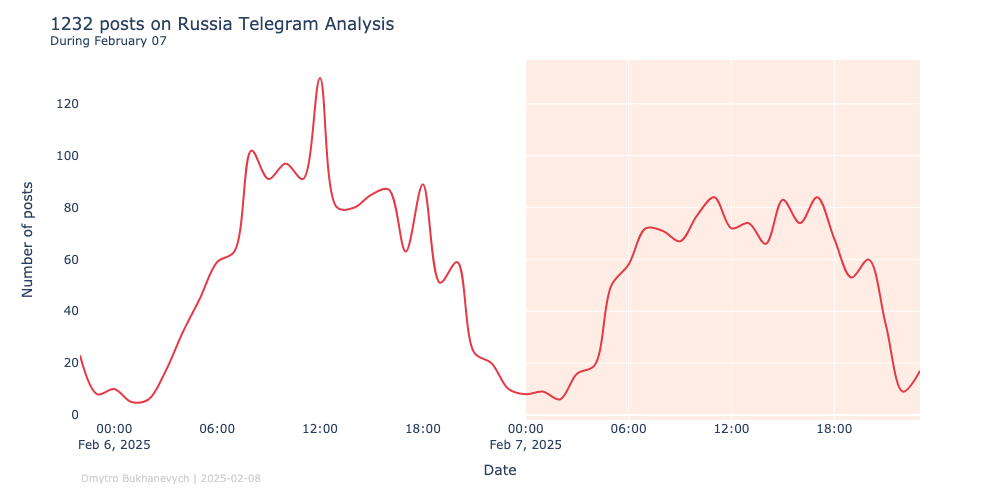 1232 posts on Russia Telegram Analysis
During February 07
Number of posts
120
100
80
60
40
20
0
00:00 06:00 12:00 18:00 00:00 06:00 12:00 18:00
Feb 6, 2025 Feb 7, 2025
Date
Dmytro Bukhanevych | 2025-02-08